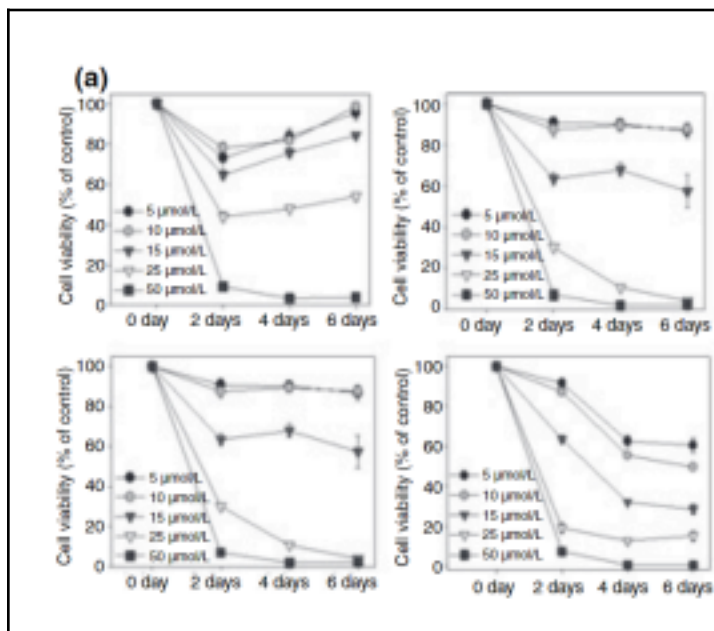 (a)
Cell viability (% of control)
100
80
60
40
20
0
5 µmol/L
10 µmol/L
15 µmol/L
25 µmol/L
50 µmol/L
0 day 2 days 4 days 6 days
Cell viability (% of control)
100
80
60
40
20
0
5 µmol/L
10 µmol/L
15 µmol/L
25 µmol/L
50 µmol/L
0 day 2 days 4 days 6 days
Cell viability (% of control)
100
80
60
40
20
0
5 µmol/L
10 µmol/L
15 µmol/L
25 µmol/L
50 µmol/L
0 day 2 days 4 days 6 days
Cell viability (% of control)
100
80
60
40
20
0
5 µmol/L
10 µmol/L
15 µmol/L
25 µmol/L
50 µmol/L
0 day 2 days 4 days 6 days